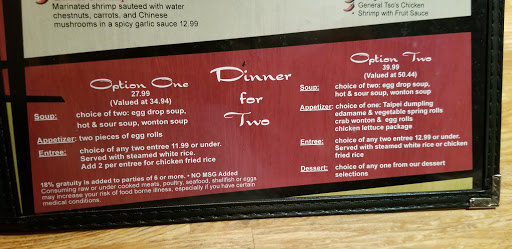 Marinated shrimp sauteed with water
chestnuts, carrots, and Chinese
mushrooms in a spicy garlic sauce 12.99
General Tso's Chicken
• Shrimp with Fruit Sauce
Dinner
for
Two
Option One
27.99
(Valued at 34.94)
Soup: choice of two: egg drop soup,
hot & sour soup, wonton soup
Appetizer: two pieces of egg rolls
Entree: choice of any two entree 11.99 or under.
Served with steamed white rice.
Add 2 per entree for chicken fried rice
18% gratuity is added to parties of 6 or more. • NO MSG Added
Consuming raw or under cooked meats, poultry, seafood, shellfish or eggs
may increase your risk of food borne illness, especially if you have certain
medical conditions.
Option Two
39.99
(Valued at 50.44)
Soup: choice of two: egg drop soup,
hot & sour soup, wonton soup
Appetizer: choice of one: Taipei dumpling
edamame & vegetable spring rolls
crab wonton & egg rolls
chicken lettuce package
Entree: choice of any two entree 12.99 or under.
Served with steamed rice or chicken
fried rice
Dessert: choice of any one from our dessert
selections